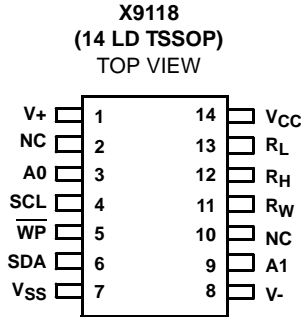 X9118
(14 LD TSSOP)
TOP VIEW
V+ 1 14 VCC
NC 2 13 RL
A0 3 12 RH
SCL 4 11 RW
WP 5 10 NC
SDA 6 9 A1
VSS 7 8 V-